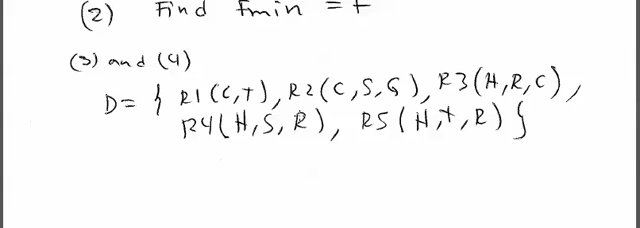 (2) Find Fmin = F
(3) and (4)
D = { R1(C,T), R2(C,S,G), R3(H,R,C),
R4(H,S,R), R5(H,T,R) }